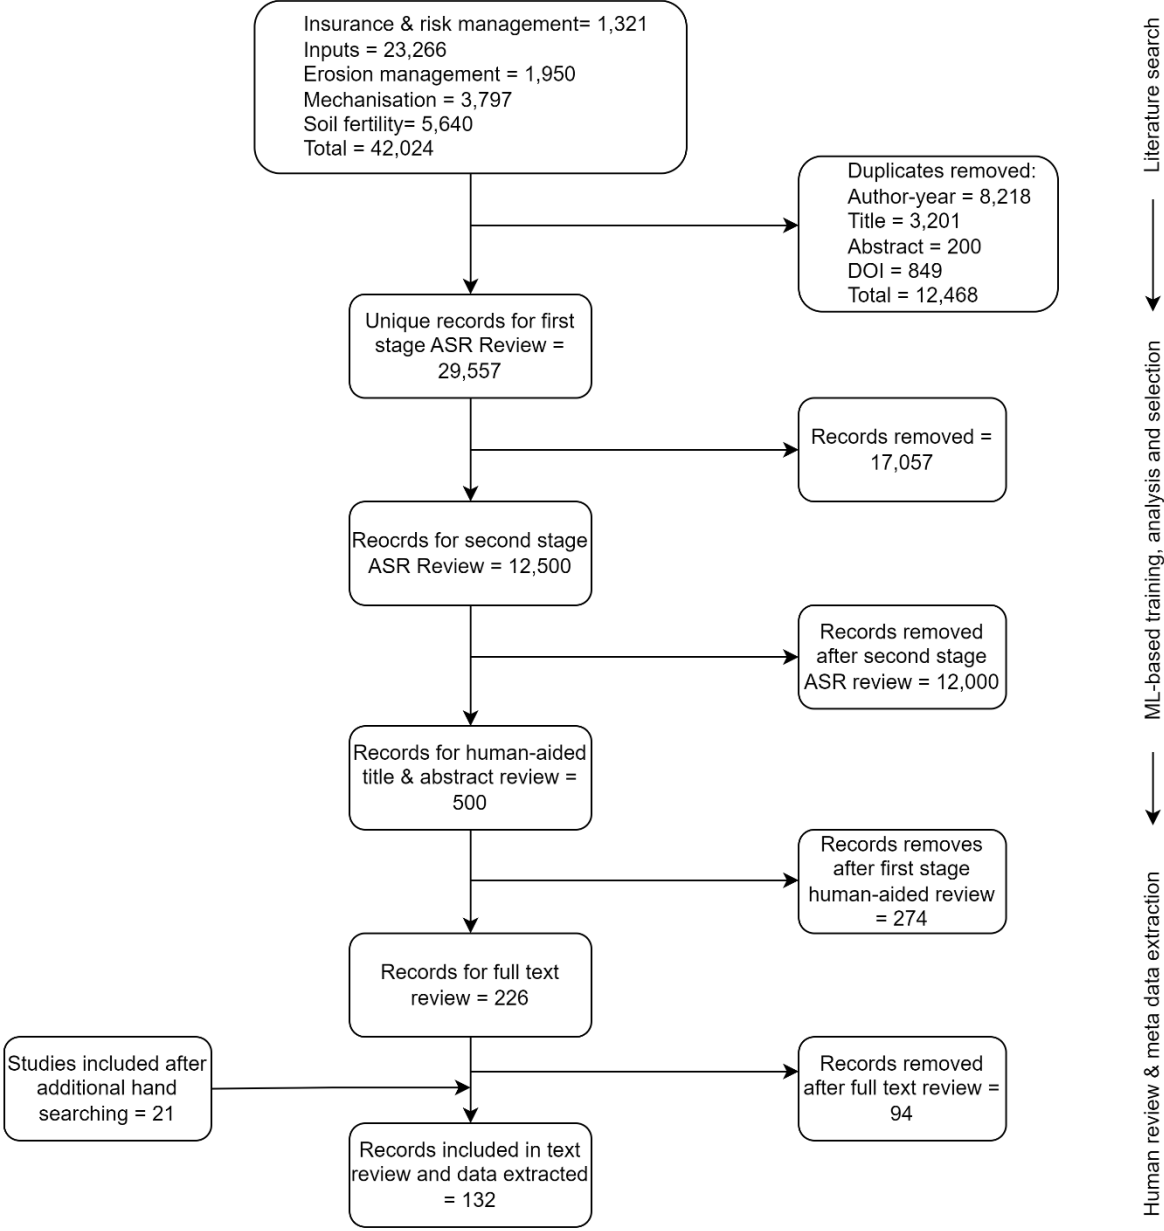 Insurance & risk management= 1,321
Inputs = 23,266
Erosion management = 1,950
Mechanisation = 3,797
Soil fertility= 5,640
Total = 42,024
Duplicates removed:
Author-year = 8,218
Title = 3,201
Abstract = 200
DOI = 849
Total = 12,468
Unique records for first
stage ASR Review =
29,557
Records removed =
17,057
Reocrds for second stage
ASR Review = 12,500
Records removed
after second stage
ASR review = 12,000
Records for human-aided
title & abstract review =
500
Records removes
after first stage
human-aided review
= 274
Records for full text
review = 226
Studies included after
additional hand
searching = 21
Records removed
after full text review =
94
Records included in text
review and data extracted
= 132
Literature search
ML-based training, analysis and selection
Human review & meta data extraction